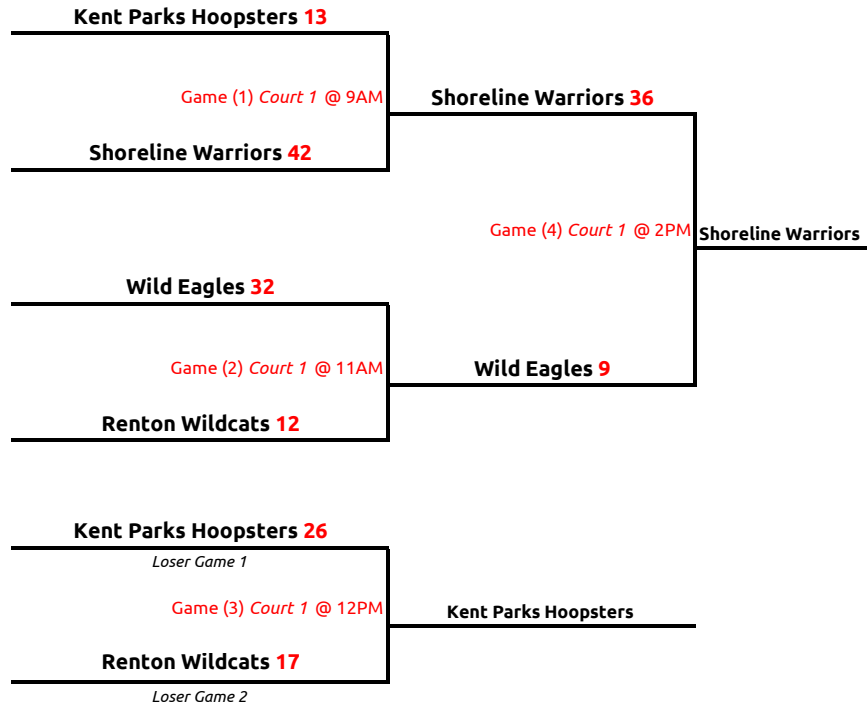 Kent Parks Hoopsters 13
Game (1) Court 1 @ 9AM
Shoreline Warriors 36
Shoreline Warriors 42
Game (4) Court 1 @ 2PM
Shoreline Warriors
Wild Eagles 32
Game (2) Court 1 @ 11AM
Wild Eagles 9
Renton Wildcats 12
Kent Parks Hoopsters 26
Loser Game 1
Game (3) Court 1 @ 12PM
Kent Parks Hoopsters
Renton Wildcats 17
Loser Game 2